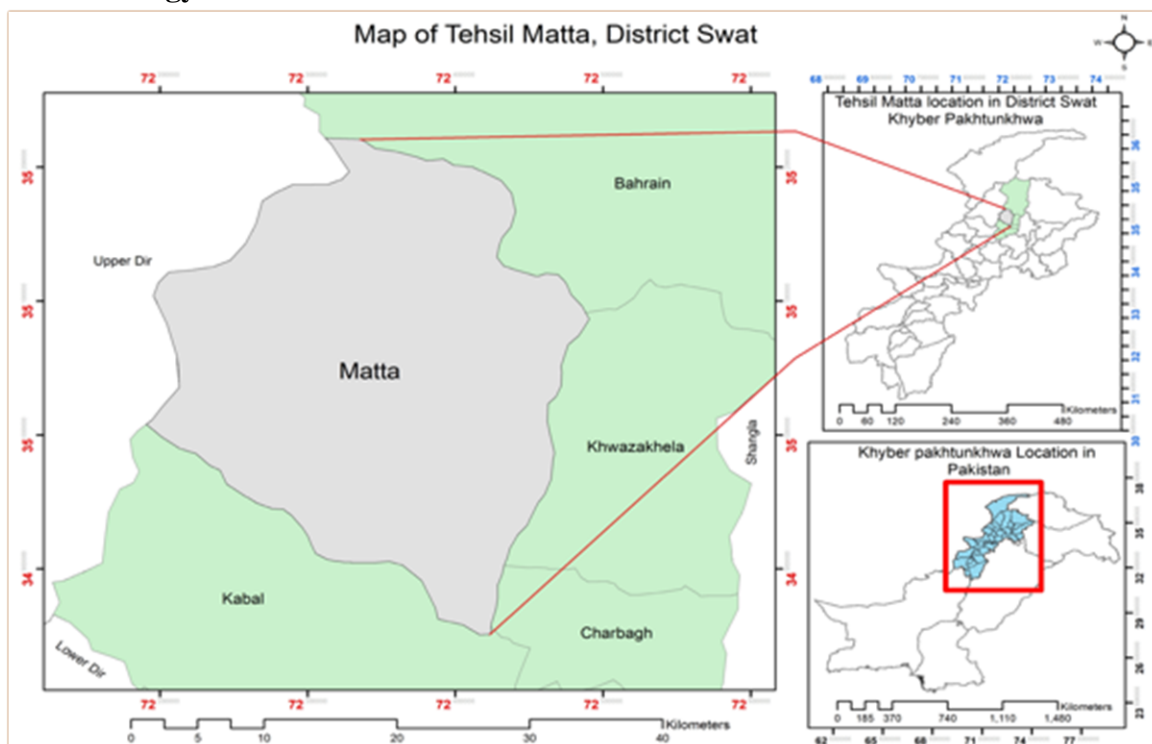 Map of Tehsil Matta, District Swat
N
W E
S
72 72 72 72 72
35 35
35 35
35 35
34 34
Bahrain
Upper Dir
Matta
Khwazakhela
Shangla
Kabal
Charbagh
Lower Dir
72 72 72 72 72
0 5 10 20 30 40 Kilometers
68 69 70 71 72 73 74
Tehsil Matta location in District Swat
Khyber Pakhtunkhwa
36
35
35
34
33
32
31
30
0 60 120 240 360 480 Kilometers
Khyber pakhtunkhwa Location in
Pakistan
38
35
32
29
26
23
0 185 370 740 1,110 1,480 Kilometers
62 65 68 71 74 77